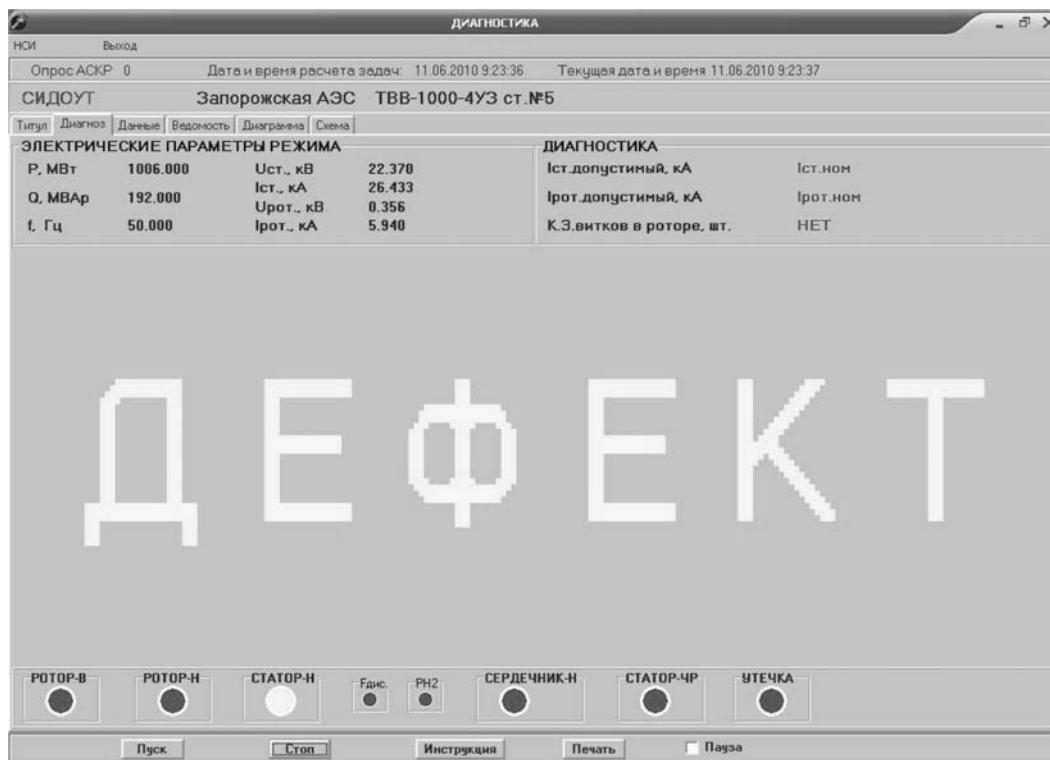 ДИАГНОСТИКА
НСИ Выход
Опрос АСКР 0 Дата и время расчета задач: 11.06.2010 9:23:36 Текущая дата и время 11.06.2010 9:23:37
СИДОУТ Запорожская АЭС ТВВ-1000-4УЗ ст.№5
Титул Диагноз Данные Ведомость Диаграмма Схема
ЭЛЕКТРИЧЕСКИЕ ПАРАМЕТРЫ РЕЖИМА ДИАГНОСТИКА
P, МВт 1006.000 Uст., кВ 22.370 Iст.допустимый, кА Iст.ном
Iст., кА 26.433
Q, МВАр 192.000 Uрот., кВ 0.356 Iрот.допустимый, кА Iрот.ном
f, Гц 50.000 Iрот., кА 5.940 К.З.витков в роторе, шт. НЕТ
ДЕФЕКТ
РОТОР-В РОТОР-Н СТАТОР-Н Fдис. РН2 СЕРДЕЧНИК-Н СТАТОР-ЧР УТЕЧКА
Пуск Стоп Инструкция Печать Пауза